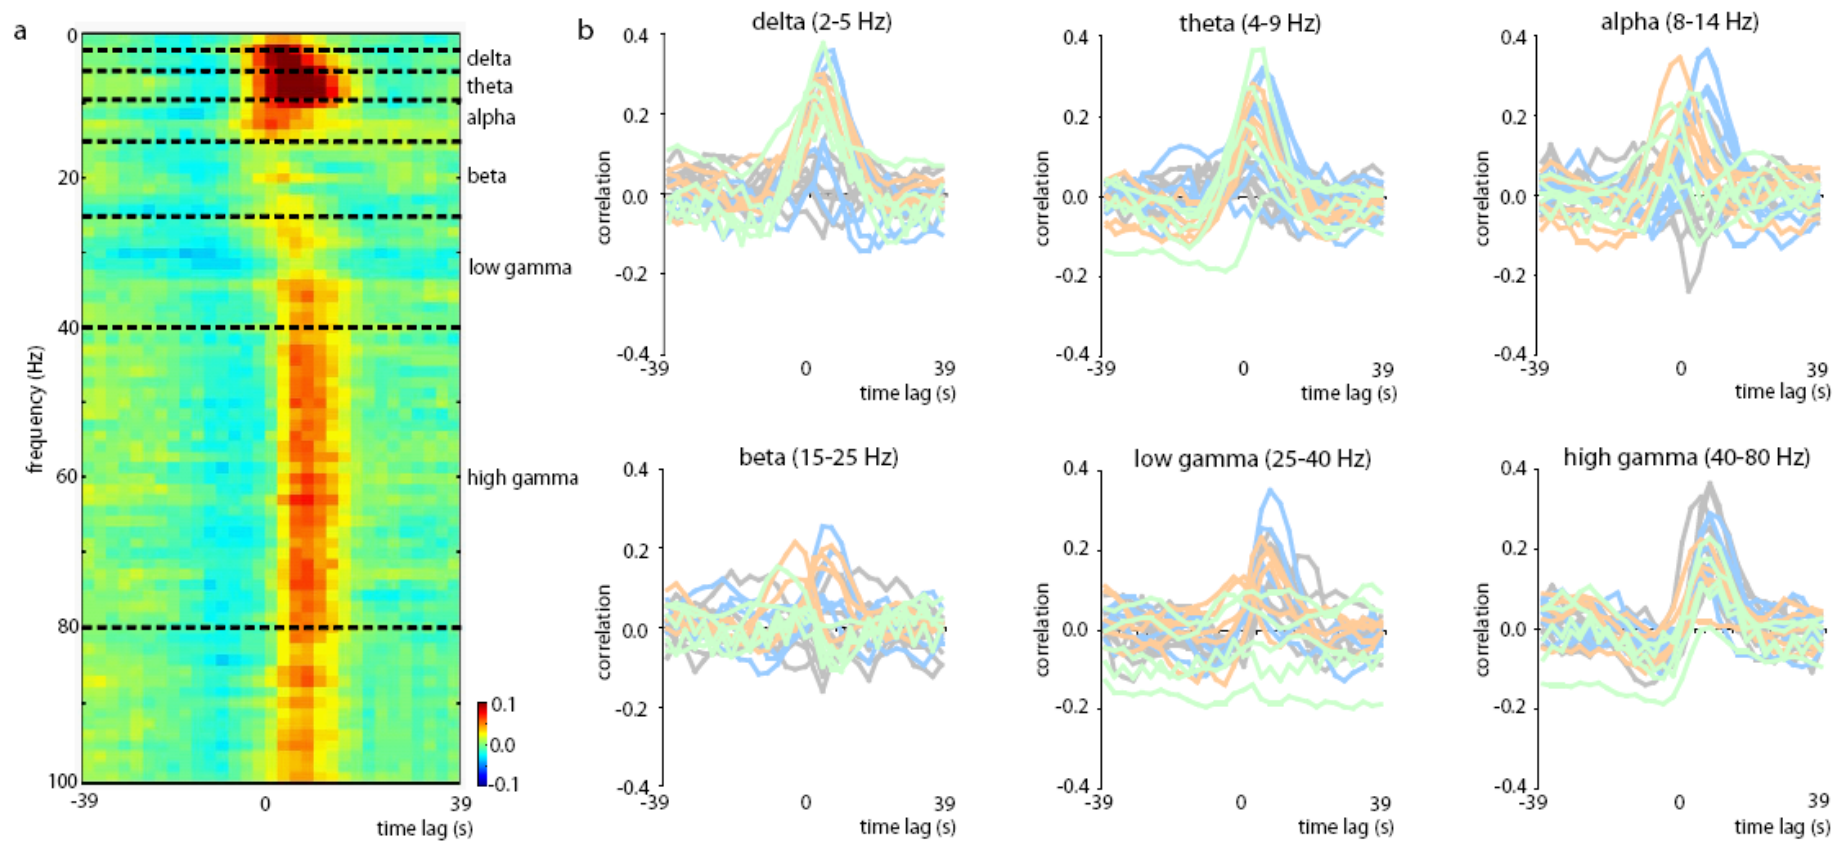 a
0
20
40
60
80
100
frequency (Hz)
delta
theta
alpha
beta
low gamma
high gamma
0.1
0.0
-0.1
-39
0
39
time lag (s)
b
delta (2-5 Hz)
0.4
0.2
0.0
-0.2
-0.4
correlation
-39
0
39
time lag (s)
theta (4-9 Hz)
0.4
0.2
0.0
-0.2
-0.4
correlation
-39
0
39
time lag (s)
alpha (8-14 Hz)
0.4
0.2
0.0
-0.2
-0.4
correlation
-39
0
39
time lag (s)
beta (15-25 Hz)
0.4
0.2
0.0
-0.2
-0.4
correlation
-39
0
39
time lag (s)
low gamma (25-40 Hz)
0.4
0.2
0.0
-0.2
-0.4
correlation
-39
0
39
time lag (s)
high gamma (40-80 Hz)
0.4
0.2
0.0
-0.2
-0.4
correlation
-39
0
39
time lag (s)